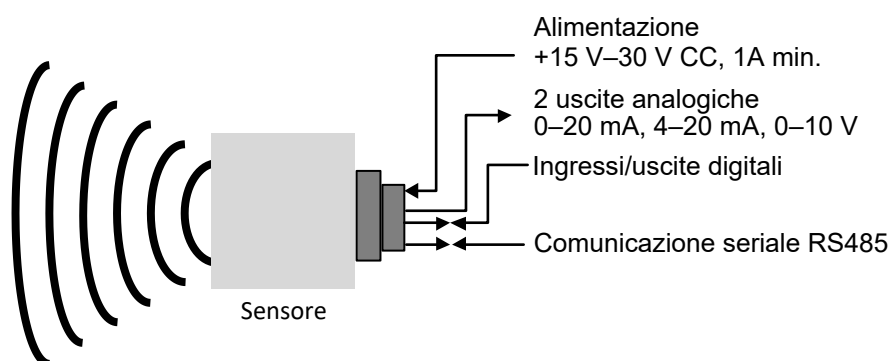 Alimentazione
+15 V–30 V CC, 1A min.
2 uscite analogiche
0–20 mA, 4–20 mA, 0–10 V
Ingressi/uscite digitali
Comunicazione seriale RS485
Sensore